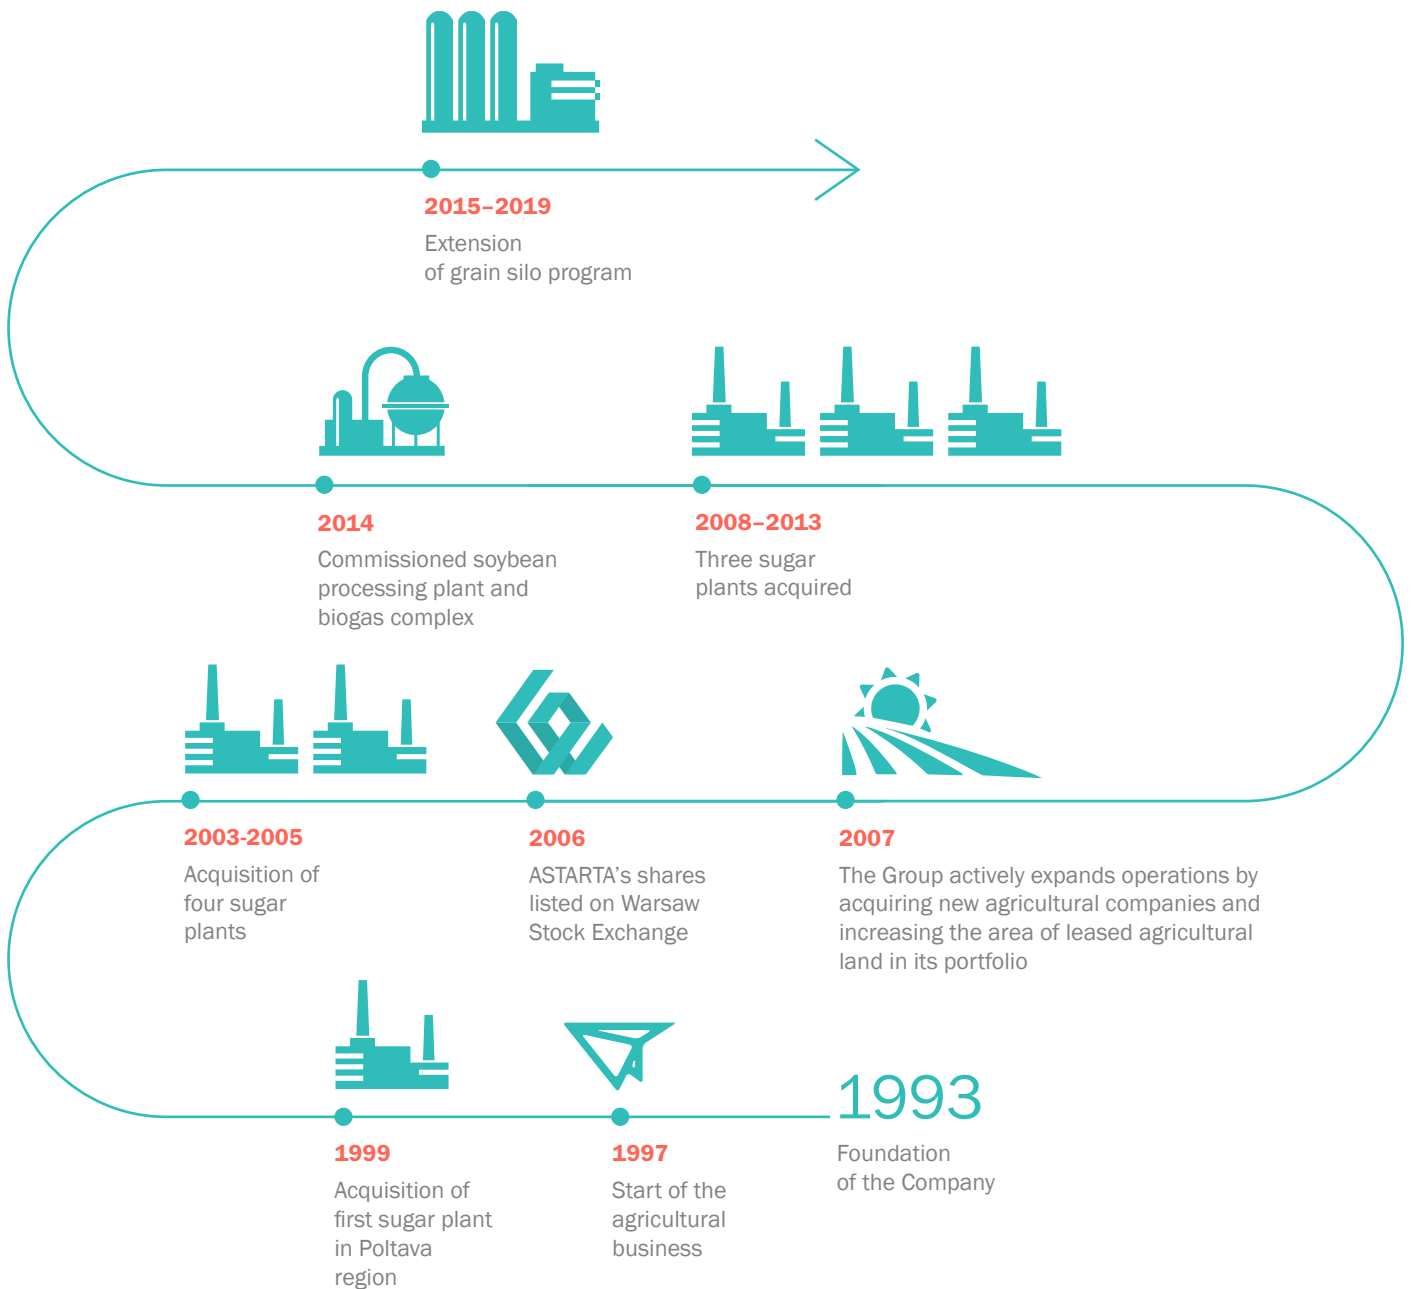 2015–2019
Extension
of grain silo program
2014
Commissioned soybean
processing plant and
biogas complex
2008–2013
Three sugar
plants acquired
2003-2005
Acquisition of
four sugar
plants
2006
ASTARTA's shares
listed on Warsaw
Stock Exchange
2007
The Group actively expands operations by
acquiring new agricultural companies and
increasing the area of leased agricultural
land in its portfolio
1999
Acquisition of
first sugar plant
in Poltava
region
1997
Start of the
agricultural
business
1993
Foundation
of the Company